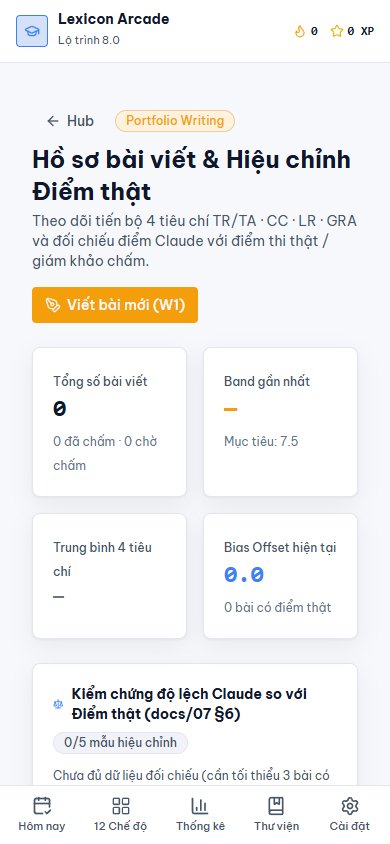 Lexicon Arcade
Lộ trình 8.0
0
0 XP
Hub
Portfolio Writing
Hồ sơ bài viết & Hiệu chỉnh
Điểm thật
Theo dõi tiến bộ 4 tiêu chí TR/TA · CC · LR · GRA
và đối chiếu điểm Claude với điểm thi thật /
giám khảo chấm.
Viết bài mới (W1)
Tổng số bài viết
0
0 đã chấm · 0 chờ
chấm
Band gần nhất
—
Mục tiêu: 7.5
Trung bình 4 tiêu
chí
—
Bias Offset hiện tại
0.0
0 bài có điểm thật
Kiểm chứng độ lệch Claude so với
Điểm thật (docs/07 §6)
0/5 mẫu hiệu chỉnh
Chưa đủ dữ liệu đối chiếu (cần tối thiểu 3 bài có
Hôm nay
12 Chế độ
Thống kê
Thư viện
Cài đặt